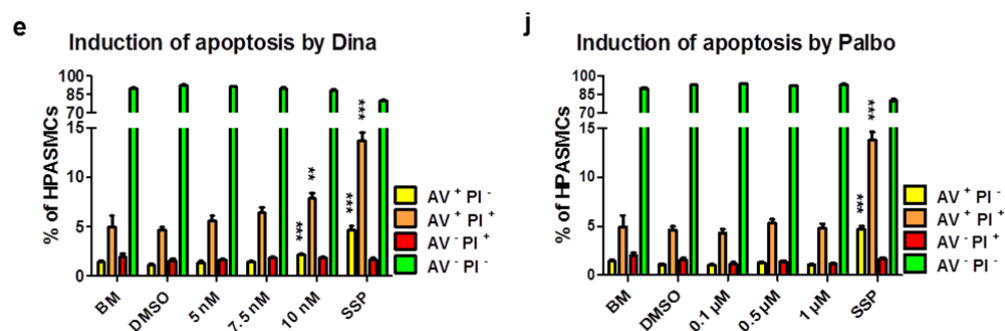 e
Induction of apoptosis by Dina
% of HPASMCs
100
85
70
15
10
5
0
***
**
***
***
BM
DMSO
5 nM
7.5 nM
10 nM
SSP
AV⁺ PI⁻
AV⁺ PI⁺
AV⁻ PI⁺
AV⁻ PI⁻
j
Induction of apoptosis by Palbo
% of HPASMCs
100
85
70
15
10
5
0
***
***
BM
DMSO
0.1 µM
0.5 µM
1 µM
SSP
AV⁺ PI⁻
AV⁺ PI⁺
AV⁻ PI⁺
AV⁻ PI⁻